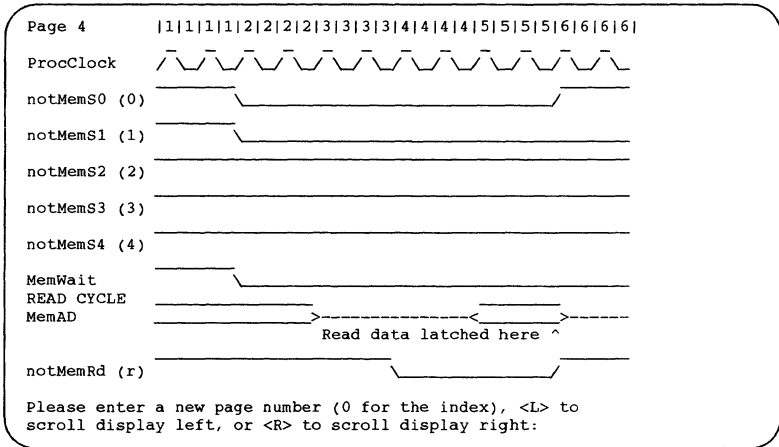 Page 4 |1|1|1|1|2|2|2|2|3|3|3|3|4|4|4|4|5|5|5|5|6|6|6|6|
ProcClock
notMemS0 (0)
notMemS1 (1)
notMemS2 (2)
notMemS3 (3)
notMemS4 (4)
MemWait
READ CYCLE
MemAD
Read data latched here ^
notMemRd (r)
Please enter a new page number (0 for the index), <L> to
scroll display left, or <R> to scroll display right: